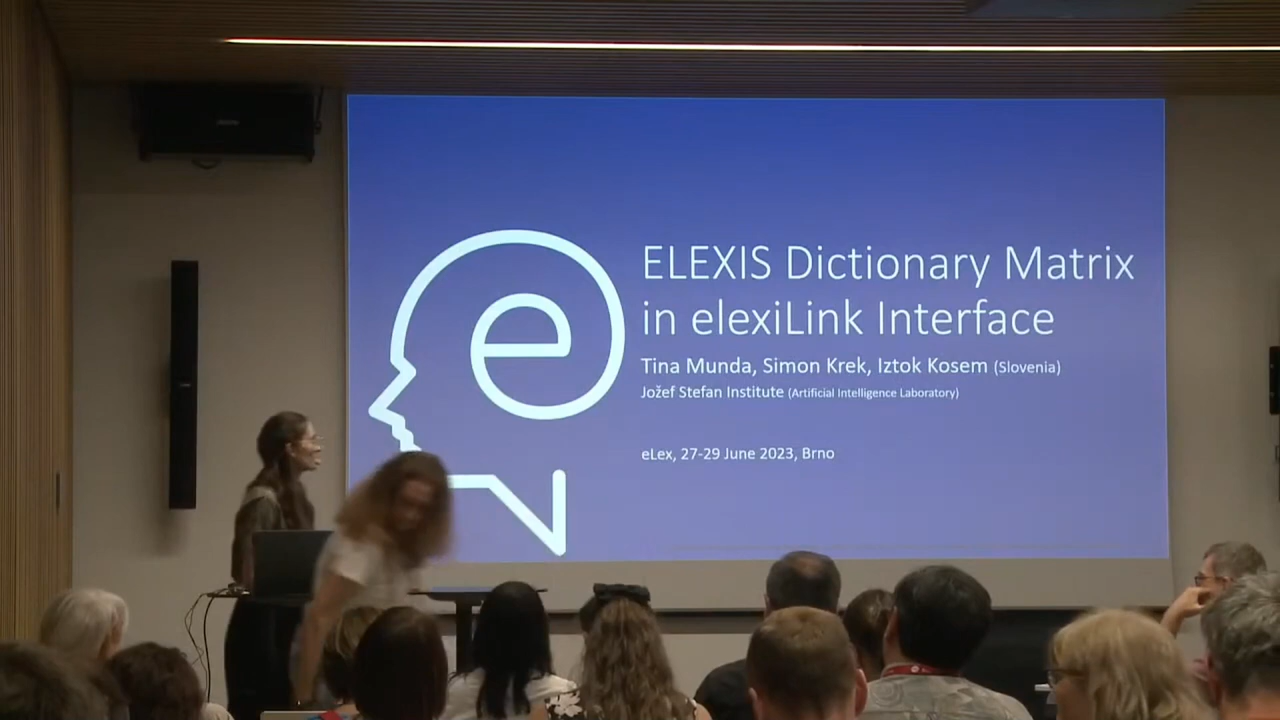 ELEXIS Dictionary Matrix
in elexiLink Interface
Tina Munda, Simon Krek, Iztok Kosem (Slovenia)
Jožef Stefan Institute (Artificial Intelligence Laboratory)
eLex, 27-29 June 2023, Brno